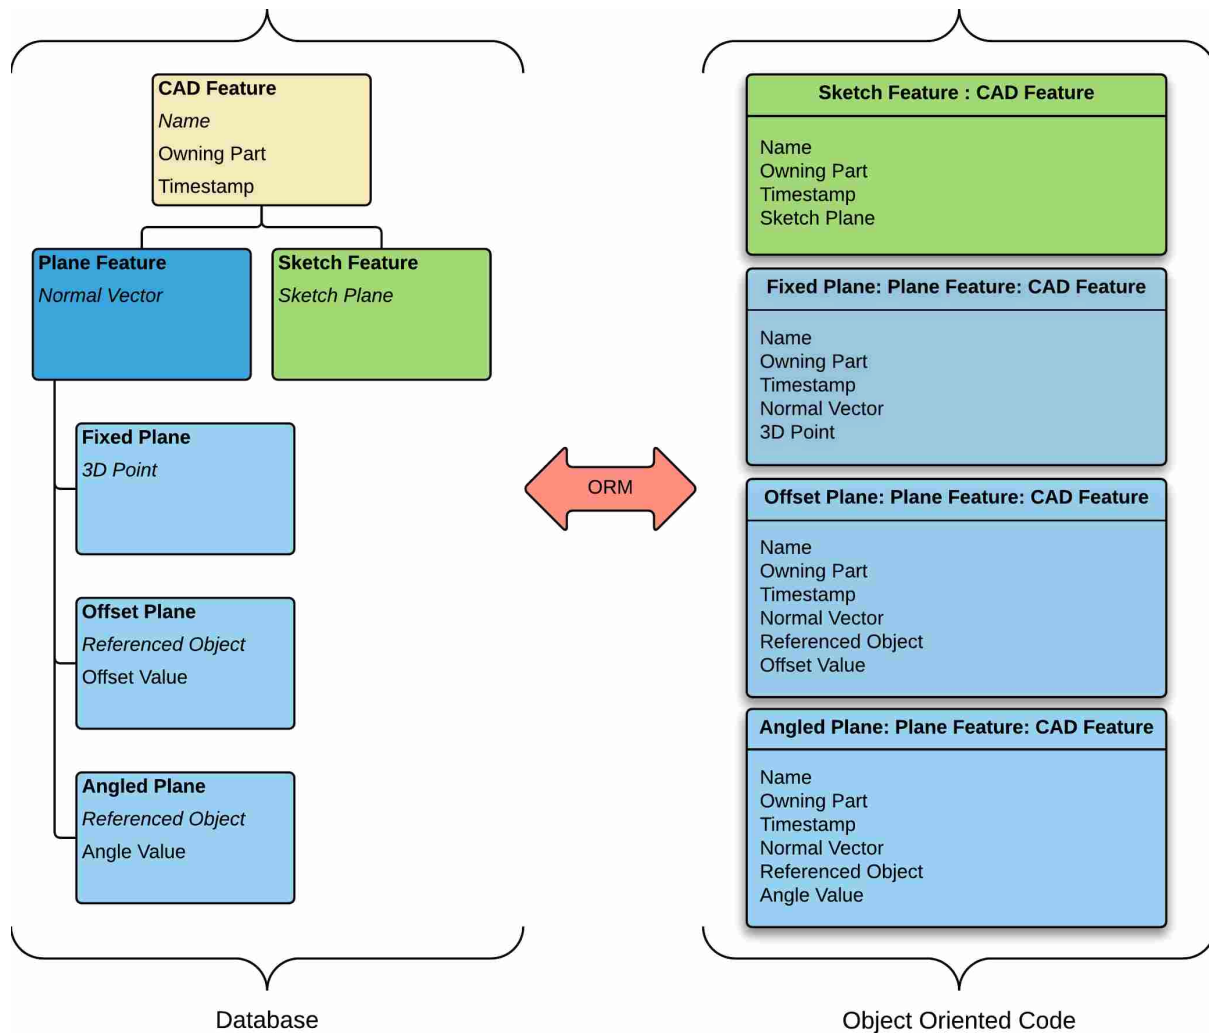 CAD Feature
Name
Owning Part
Timestamp
Plane Feature
Normal Vector
Sketch Feature
Sketch Plane
Fixed Plane
3D Point
Offset Plane
Referenced Object
Offset Value
Angled Plane
Referenced Object
Angle Value
Database
ORM
Sketch Feature : CAD Feature
Name
Owning Part
Timestamp
Sketch Plane
Fixed Plane: Plane Feature: CAD Feature
Name
Owning Part
Timestamp
Normal Vector
3D Point
Offset Plane: Plane Feature: CAD Feature
Name
Owning Part
Timestamp
Normal Vector
Referenced Object
Offset Value
Angled Plane: Plane Feature: CAD Feature
Name
Owning Part
Timestamp
Normal Vector
Referenced Object
Angle Value
Object Oriented Code